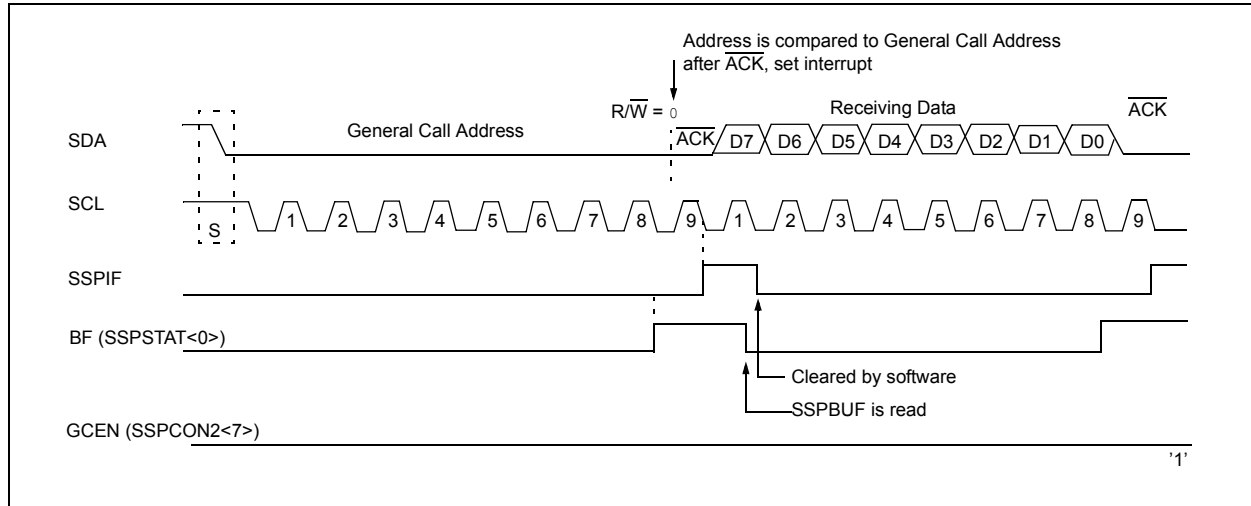 Address is compared to General Call Address
after ACK, set interrupt
R/W = 0
Receiving Data
ACK
SDA
General Call Address
ACK
D7 D6 D5 D4 D3 D2 D1 D0
SCL
S
1 2 3 4 5 6 7 8 9 1 2 3 4 5 6 7 8 9
SSPIF
BF (SSPSTAT<0>)
Cleared by software
SSPBUF is read
GCEN (SSPCON2<7>)
’1’